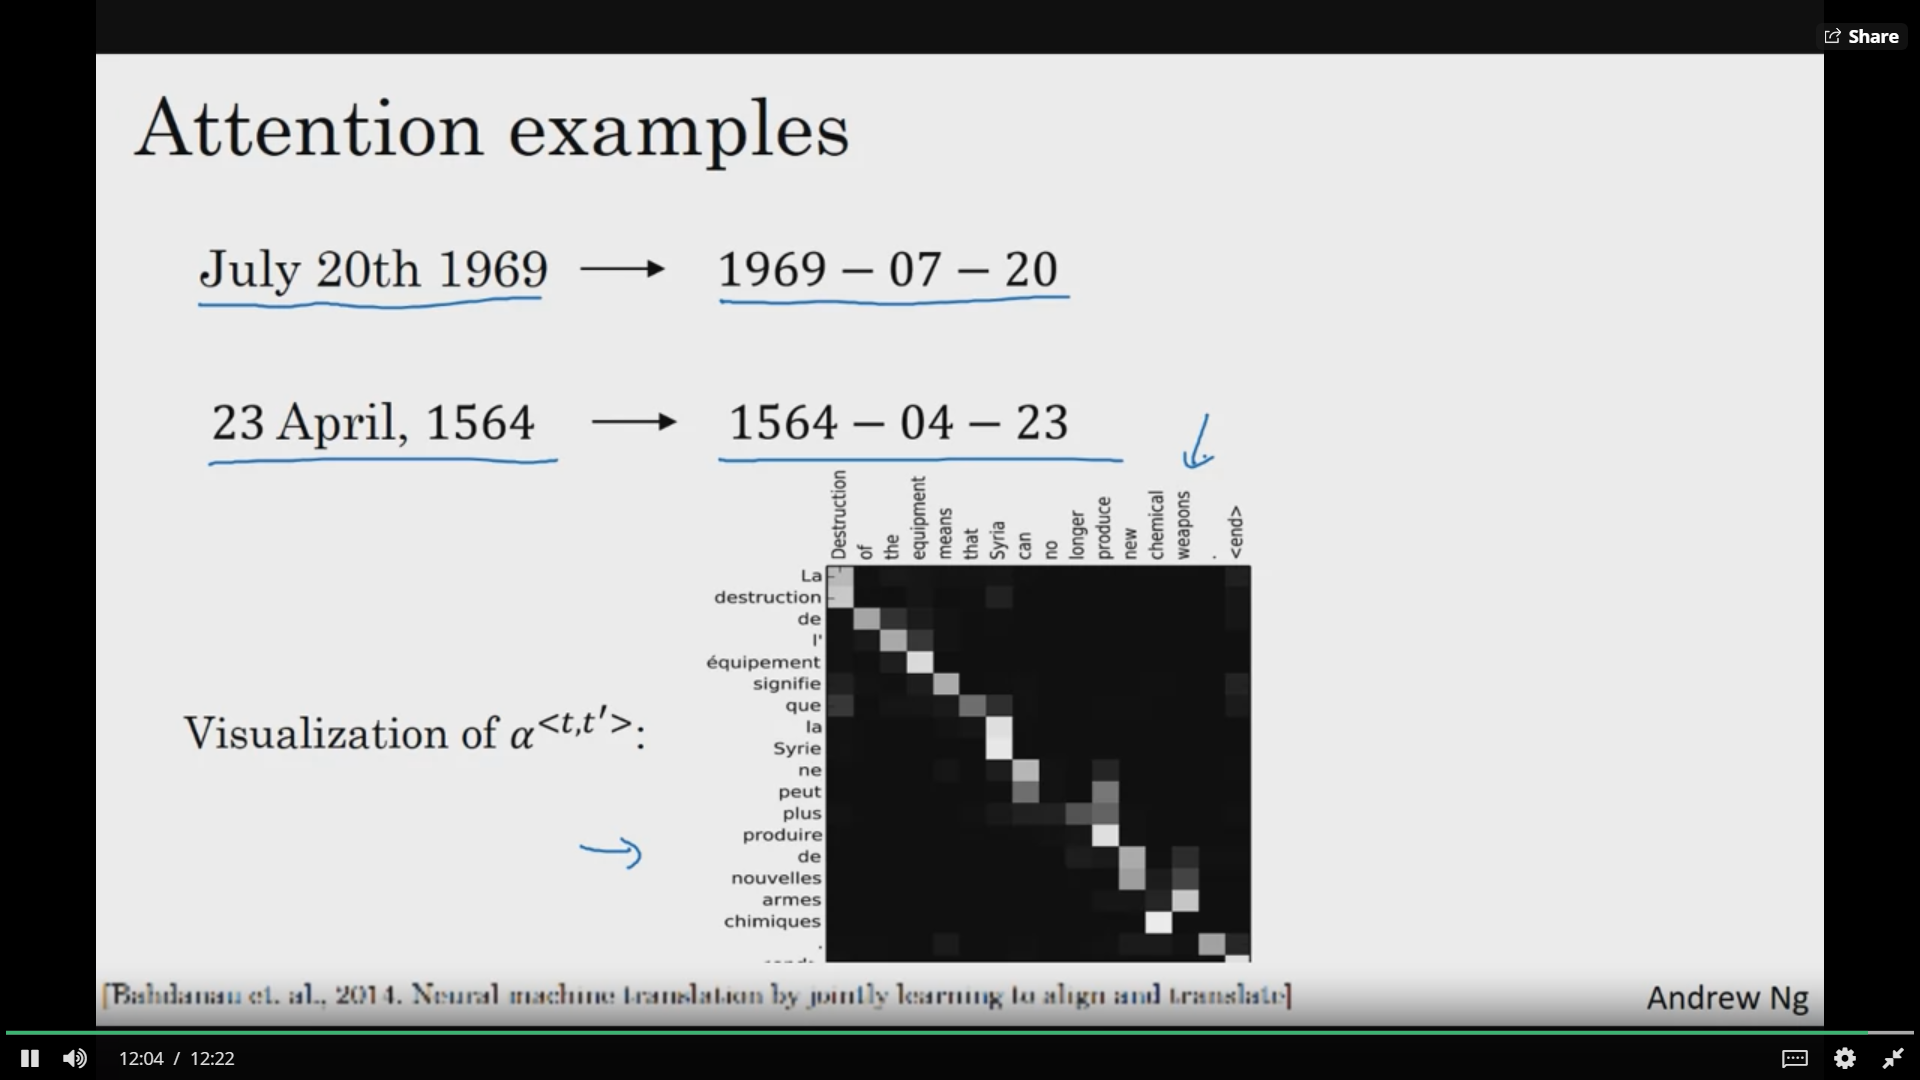 Share
Attention examples
July 20th 1969 → 1969 − 07 − 20
23 April, 1564 → 1564 − 04 − 23
Destruction
of
the
equipment
means
that
Syria
can
no
longer
produce
new
chemical
weapons
.
<end>
La
destruction
de
l'
équipement
signifie
que
la
Syrie
ne
peut
plus
produire
de
nouvelles
armes
chimiques
.
Visualization of α<t,t′>:
[Bahdanau et. al., 2014. Neural machine translation by jointly learning to align and translate]
Andrew Ng
12:04 / 12:22